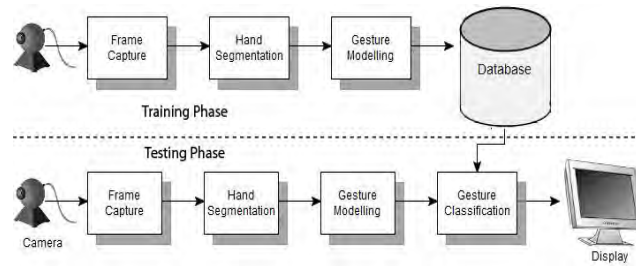 Frame
Capture
Hand
Segmentation
Gesture
Modelling
Database
Training Phase
Testing Phase
Frame
Capture
Hand
Segmentation
Gesture
Modelling
Gesture
Classification
Camera
Display